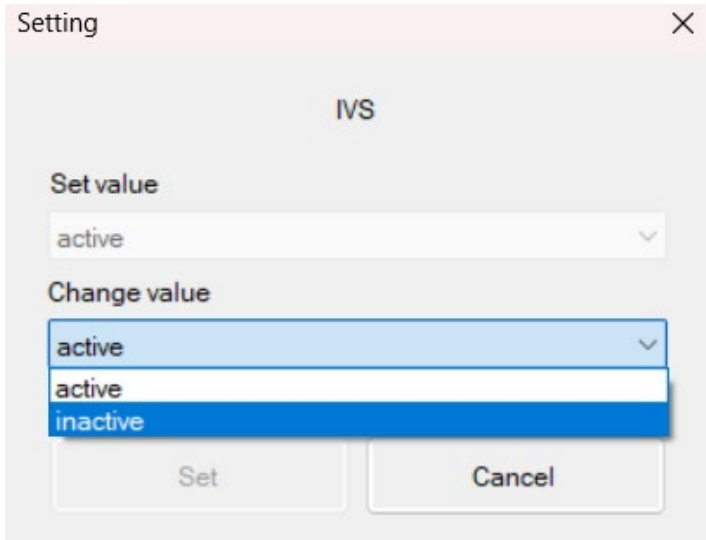 Setting
IVS
Set value
active
Change value
active
active
inactive
Set Cancel